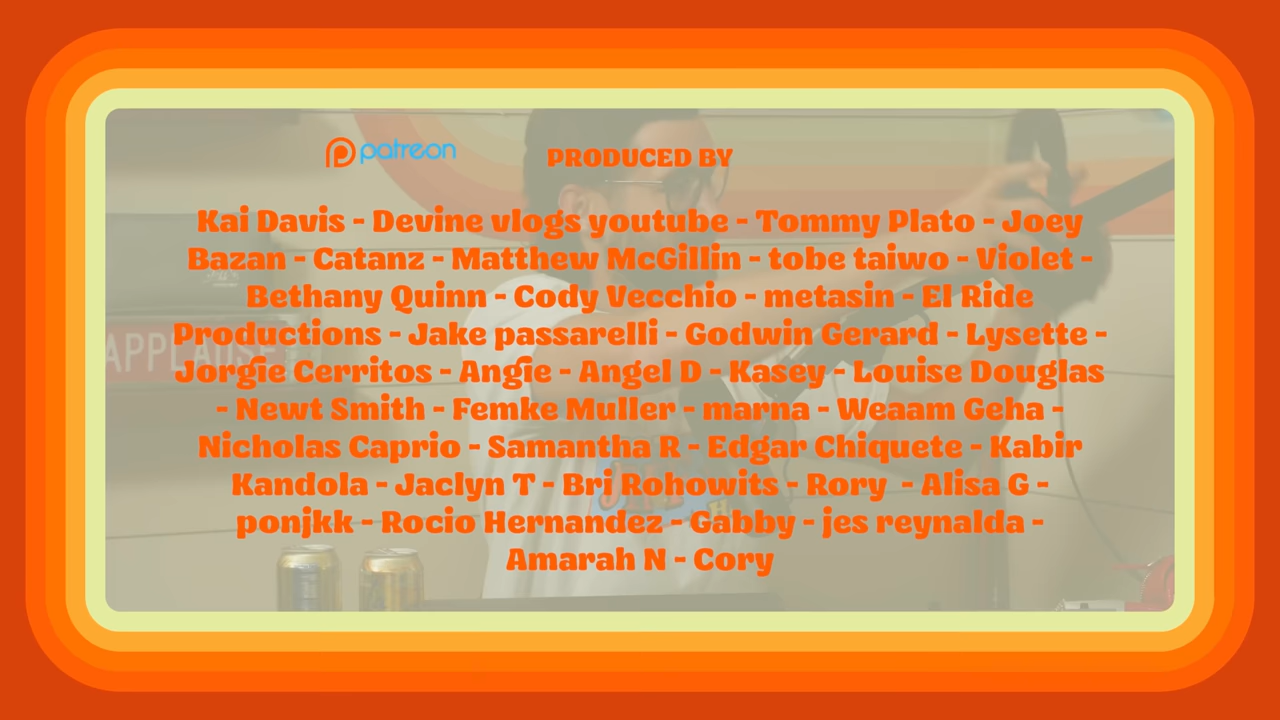 patreon
PRODUCED BY
Kai Davis - Devine vlogs youtube - Tommy Plato - Joey
Bazan - Catanz - Matthew McGillin - tobe taiwo - Violet -
Bethany Quinn - Cody Vecchio - metasin - El Ride
Productions - Jake passarelli - Godwin Gerard - Lysette -
Jorgie Cerritos - Angie - Angel D - Kasey - Louise Douglas
- Newt Smith - Femke Muller - marna - Weaam Geha -
Nicholas Caprio - Samantha R - Edgar Chiquete - Kabir
Kandola - Jaclyn T - Bri Rohowits - Rory - Alisa G -
ponjkk - Rocio Hernandez - Gabby - jes reynalda -
Amarah N - Cory
APPLAUSE